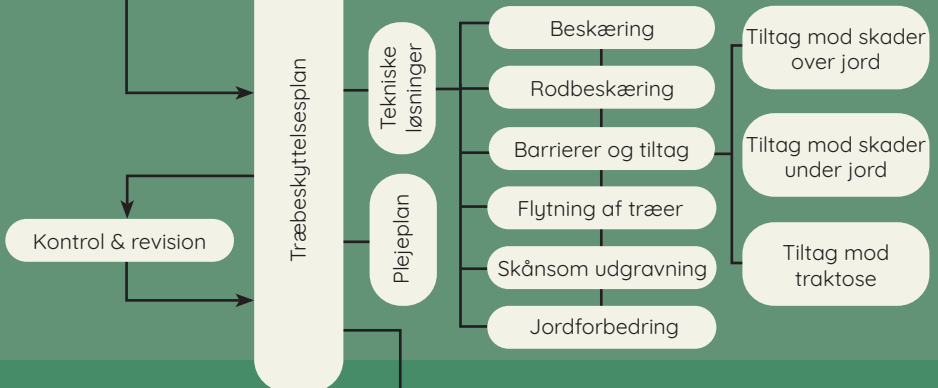 Træbeskyttelsesplan
Kontrol & revision
Tekniske
løsninger
Plejeplan
Beskæring
Rodbeskæring
Barrierer og tiltag
Flytning af træer
Skånsom udgravning
Jordforbedring
Tiltag mod skader
over jord
Tiltag mod skader
under jord
Tiltag mod
traktose